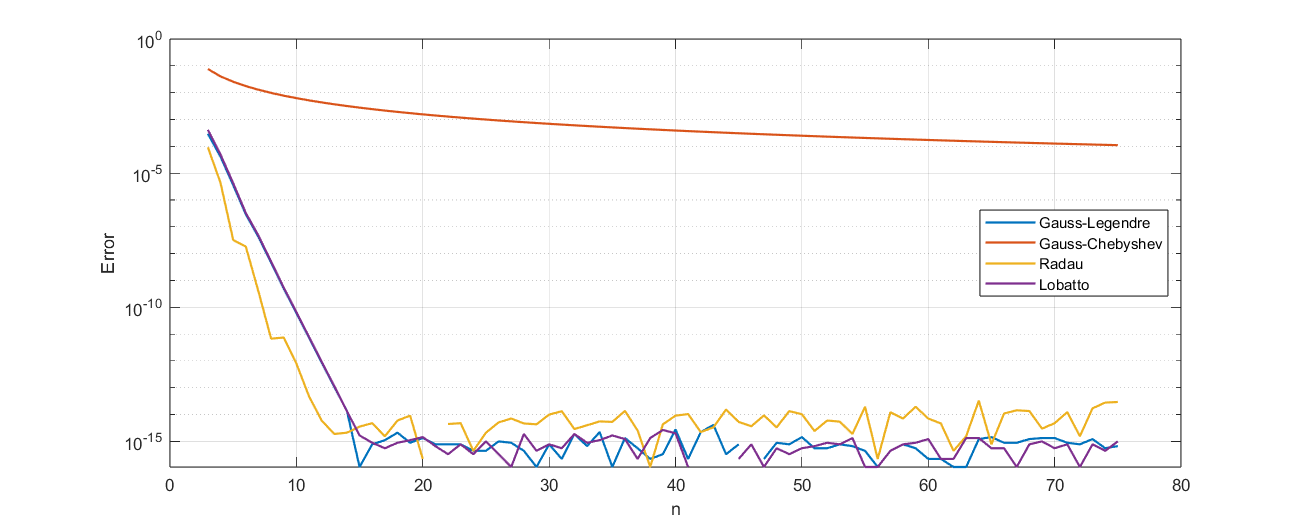 10^0
10^-5
10^-10
10^-15
Error
0 10 20 30 40 50 60 70 80
n
Gauss-Legendre
Gauss-Chebyshev
Radau
Lobatto